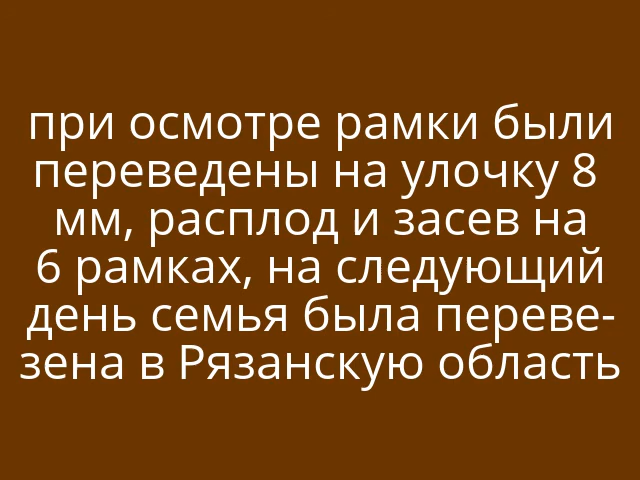 при осмотре рамки были
переведены на улочку 8
мм, расплод и засев на
6 рамках, на следующий
день семья была переве-
зена в Рязанскую область